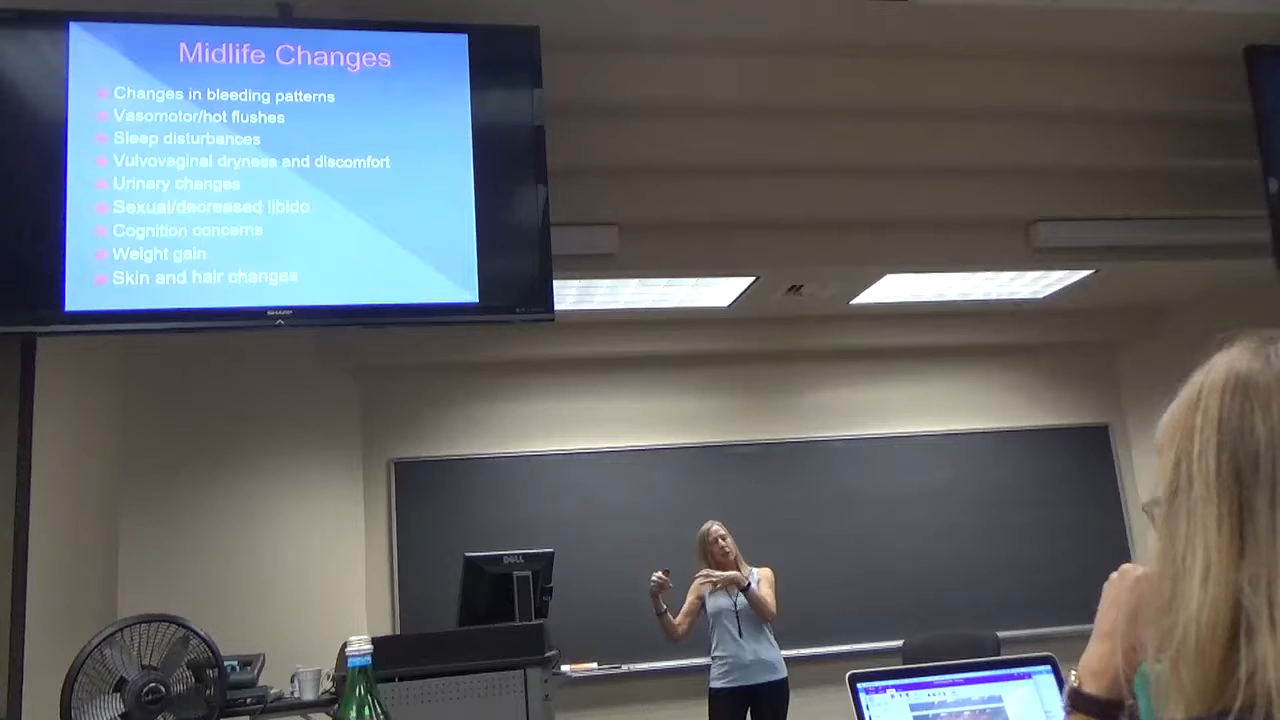 Midlife Changes
Changes in bleeding patterns
Vasomotor/hot flushes
Sleep disturbances
Vulvovaginal dryness and discomfort
Urinary changes
Sexual/decreased libido
Cognition concerns
Weight gain
Skin and hair changes
SHARP
DELL